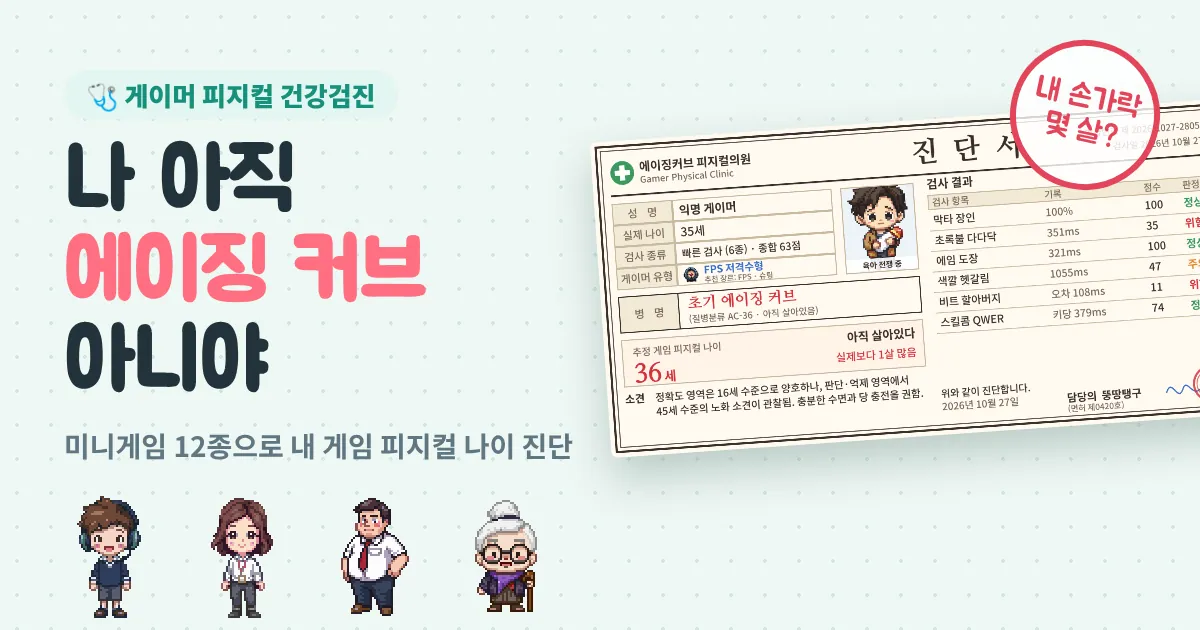 게이머 피지컬 건강검진
나 아직
에이징 커브
아니야
미니게임 12종으로 내 게임 피지컬 나이 진단
내 손가락
몇 살?
에이징커브 피지컬의원
Gamer Physical Clinic
진 단
성 명 익명 게이머
실제 나이 35세
검사 종류 빠른 검사 (6종) · 종합 63점
게이머 유형 FPS 저격수형
추천 장르: FPS · 슈팅
육아 전쟁 중
병 명 초기 에이징 커브
(질병분류 AC-36 · 아직 살아있음)
추정 게임 피지컬 나이 아직 살아있다
36세 실제보다 1살 많음
소견 정확도 영역은 16세 수준으로 양호하나, 판단·억제 영역에서
45세 수준의 노화 소견이 관찰됨. 충분한 수면과 당 충전을 권함.
검사 결과
검사 항목 기록 점수 판정
막타 장인 100% 100
초록불 다다닥 351ms 35
에임 도장 321ms 100
색깔 헷갈림 1055ms 47
비트 할아버지 오차 108ms 11
스킬콤 QWER 키당 379ms 74
위와 같이 진단합니다.
2026년 10월 27일
담당의 뚱땅탱구
(면허 제0420호)